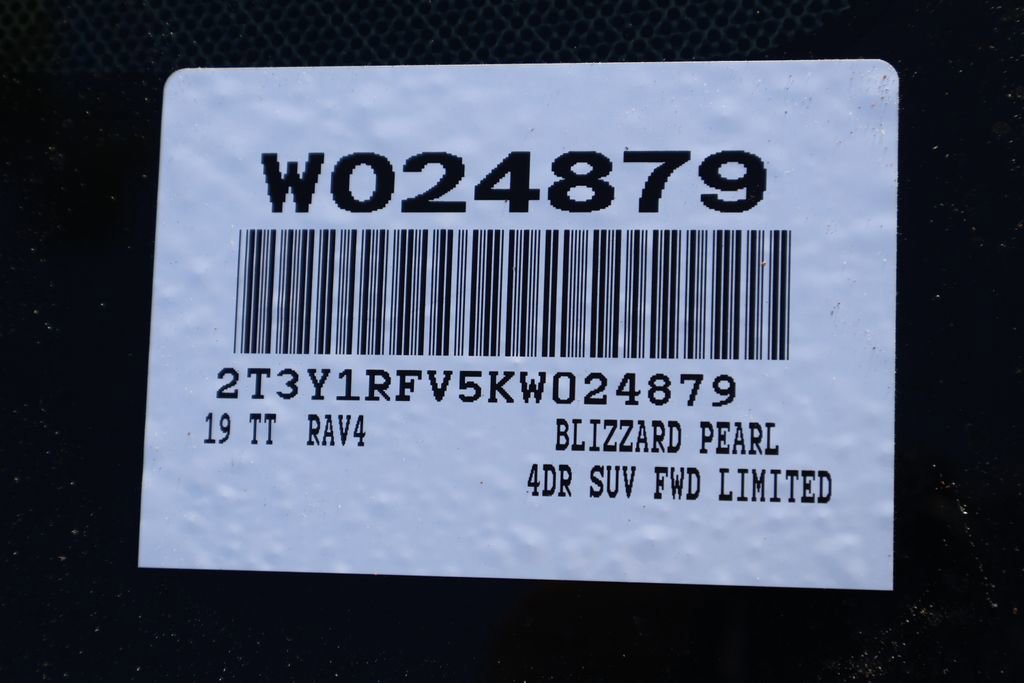 W024879
2T3Y1RFV5KW024879
19 TT RAV4
BLIZZARD PEARL
4DR SUV FWD LIMITED